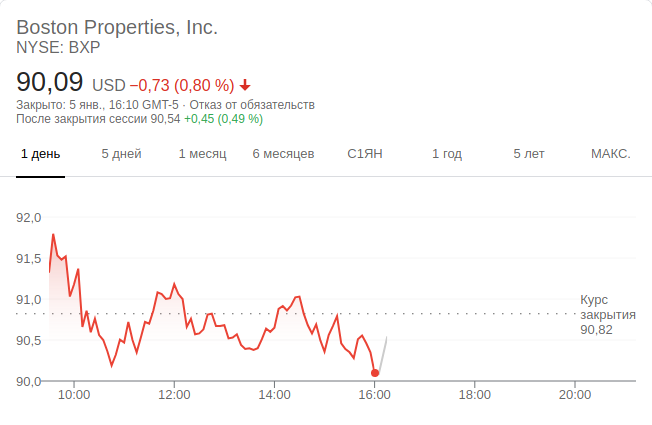 Boston Properties, Inc.
NYSE: BXP
90,09 USD −0,73 (0,80 %)
Закрыто: 5 янв., 16:10 GMT-5 · Отказ от обязательств
После закрытия сессии 90,54 +0,45 (0,49 %)
1 день 5 дней 1 месяц 6 месяцев С1ЯН 1 год 5 лет МАКС.
92,0
91,5
91,0
90,5
90,0
Курс
закрытия
90,82
10:00 12:00 14:00 16:00 18:00 20:00